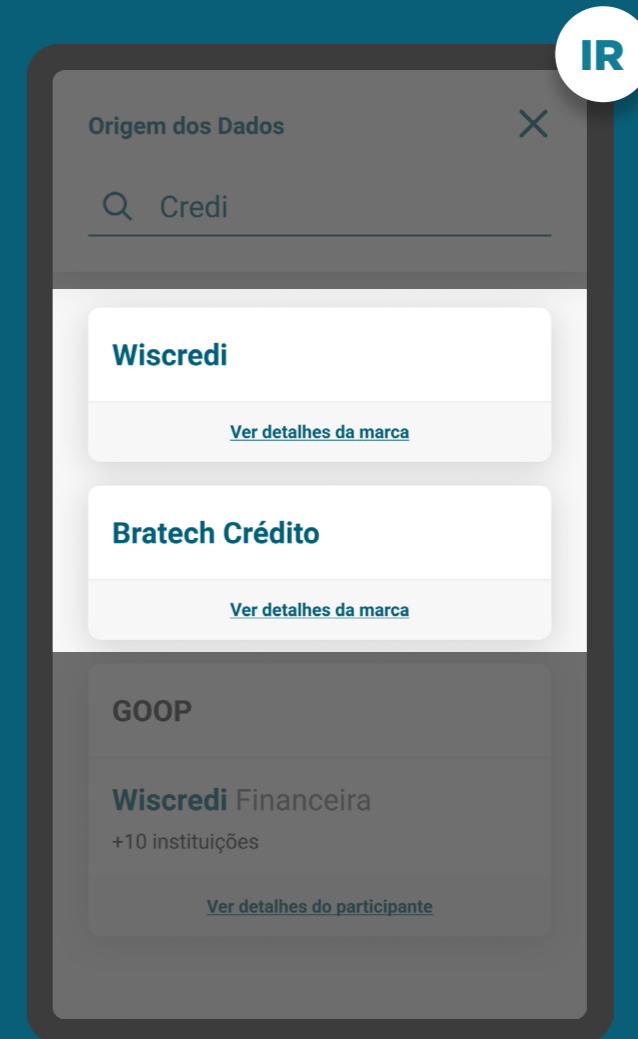 IR
Origem dos Dados
Credi
Wiscredi
Ver detalhes da marca
Bratech Crédito
Ver detalhes da marca
GOOP
Wiscredi Financeira
+10 instituições
Ver detalhes do participante